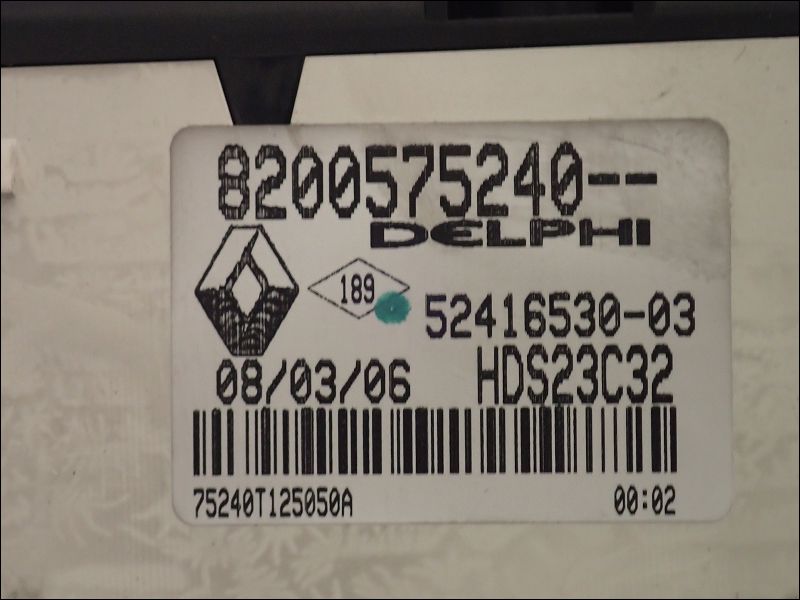 8200575240--
DELPHI
189
52416530-03
08/03/06 HDS23C32
75240T125050A 00:02